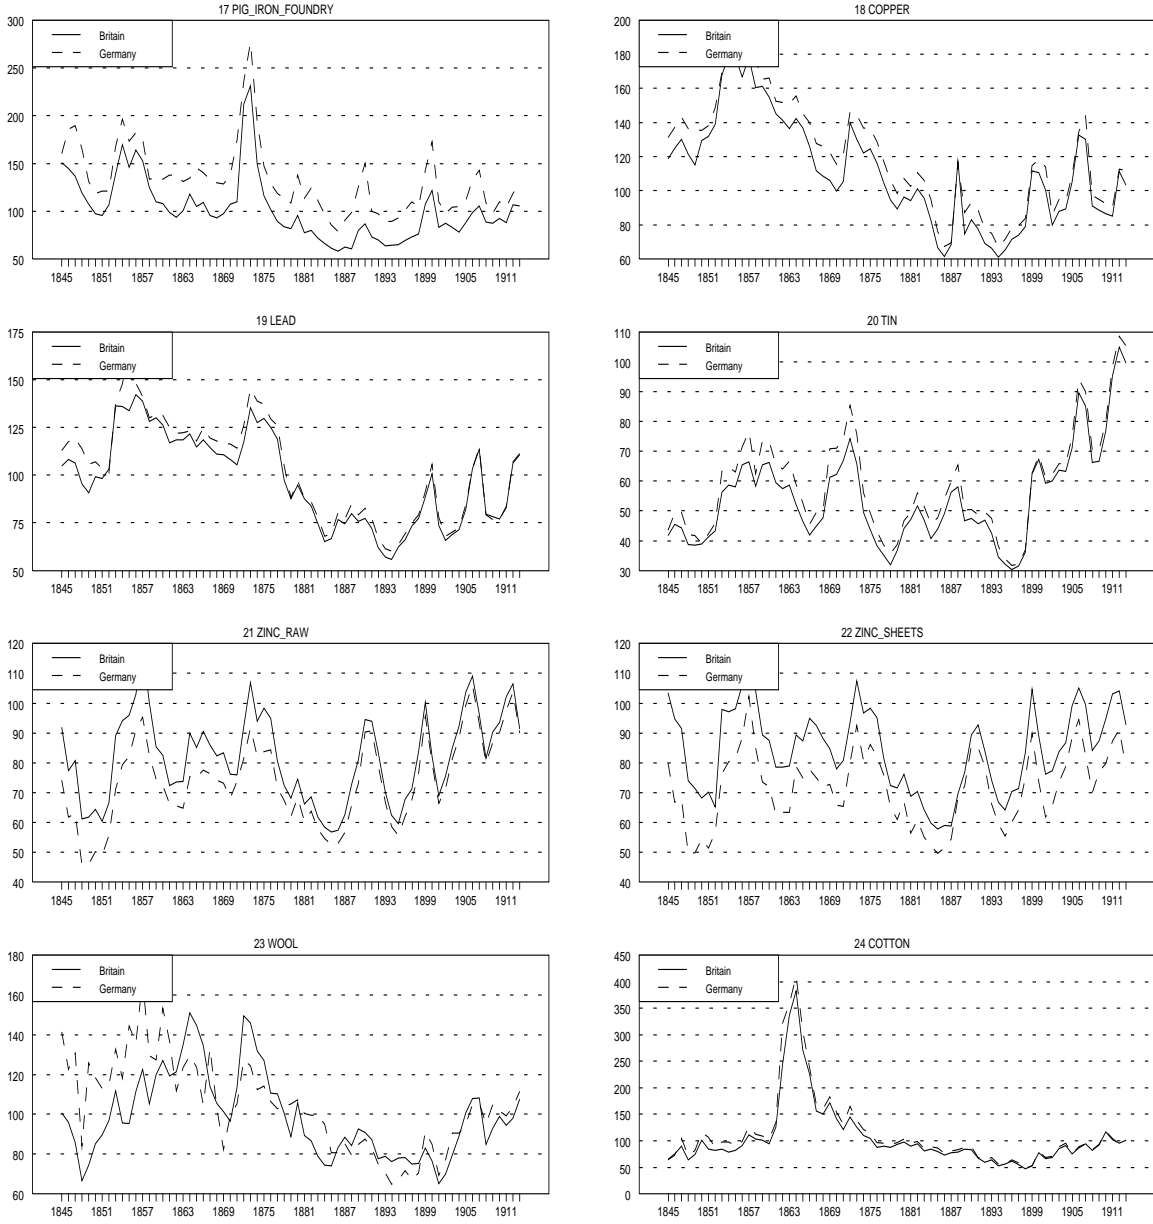 17 PIG_IRON_FOUNDRY
300
250
200
150
100
50
Britain
Germany
1845 1851 1857 1863 1869 1875 1881 1887 1893 1899 1905 1911
18 COPPER
200
180
160
140
120
100
80
60
Britain
Germany
1845 1851 1857 1863 1869 1875 1881 1887 1893 1899 1905 1911
19 LEAD
175
150
125
100
75
50
Britain
Germany
1845 1851 1857 1863 1869 1875 1881 1887 1893 1899 1905 1911
20 TIN
110
100
90
80
70
60
50
40
30
Britain
Germany
1845 1851 1857 1863 1869 1875 1881 1887 1893 1899 1905 1911
21 ZINC_RAW
120
110
100
90
80
70
60
50
40
Britain
Germany
1845 1851 1857 1863 1869 1875 1881 1887 1893 1899 1905 1911
22 ZINC_SHEETS
120
110
100
90
80
70
60
50
40
Britain
Germany
1845 1851 1857 1863 1869 1875 1881 1887 1893 1899 1905 1911
23 WOOL
180
160
140
120
100
80
60
Britain
Germany
1845 1851 1857 1863 1869 1875 1881 1887 1893 1899 1905 1911
24 COTTON
450
400
350
300
250
200
150
100
50
0
Britain
Germany
1845 1851 1857 1863 1869 1875 1881 1887 1893 1899 1905 1911